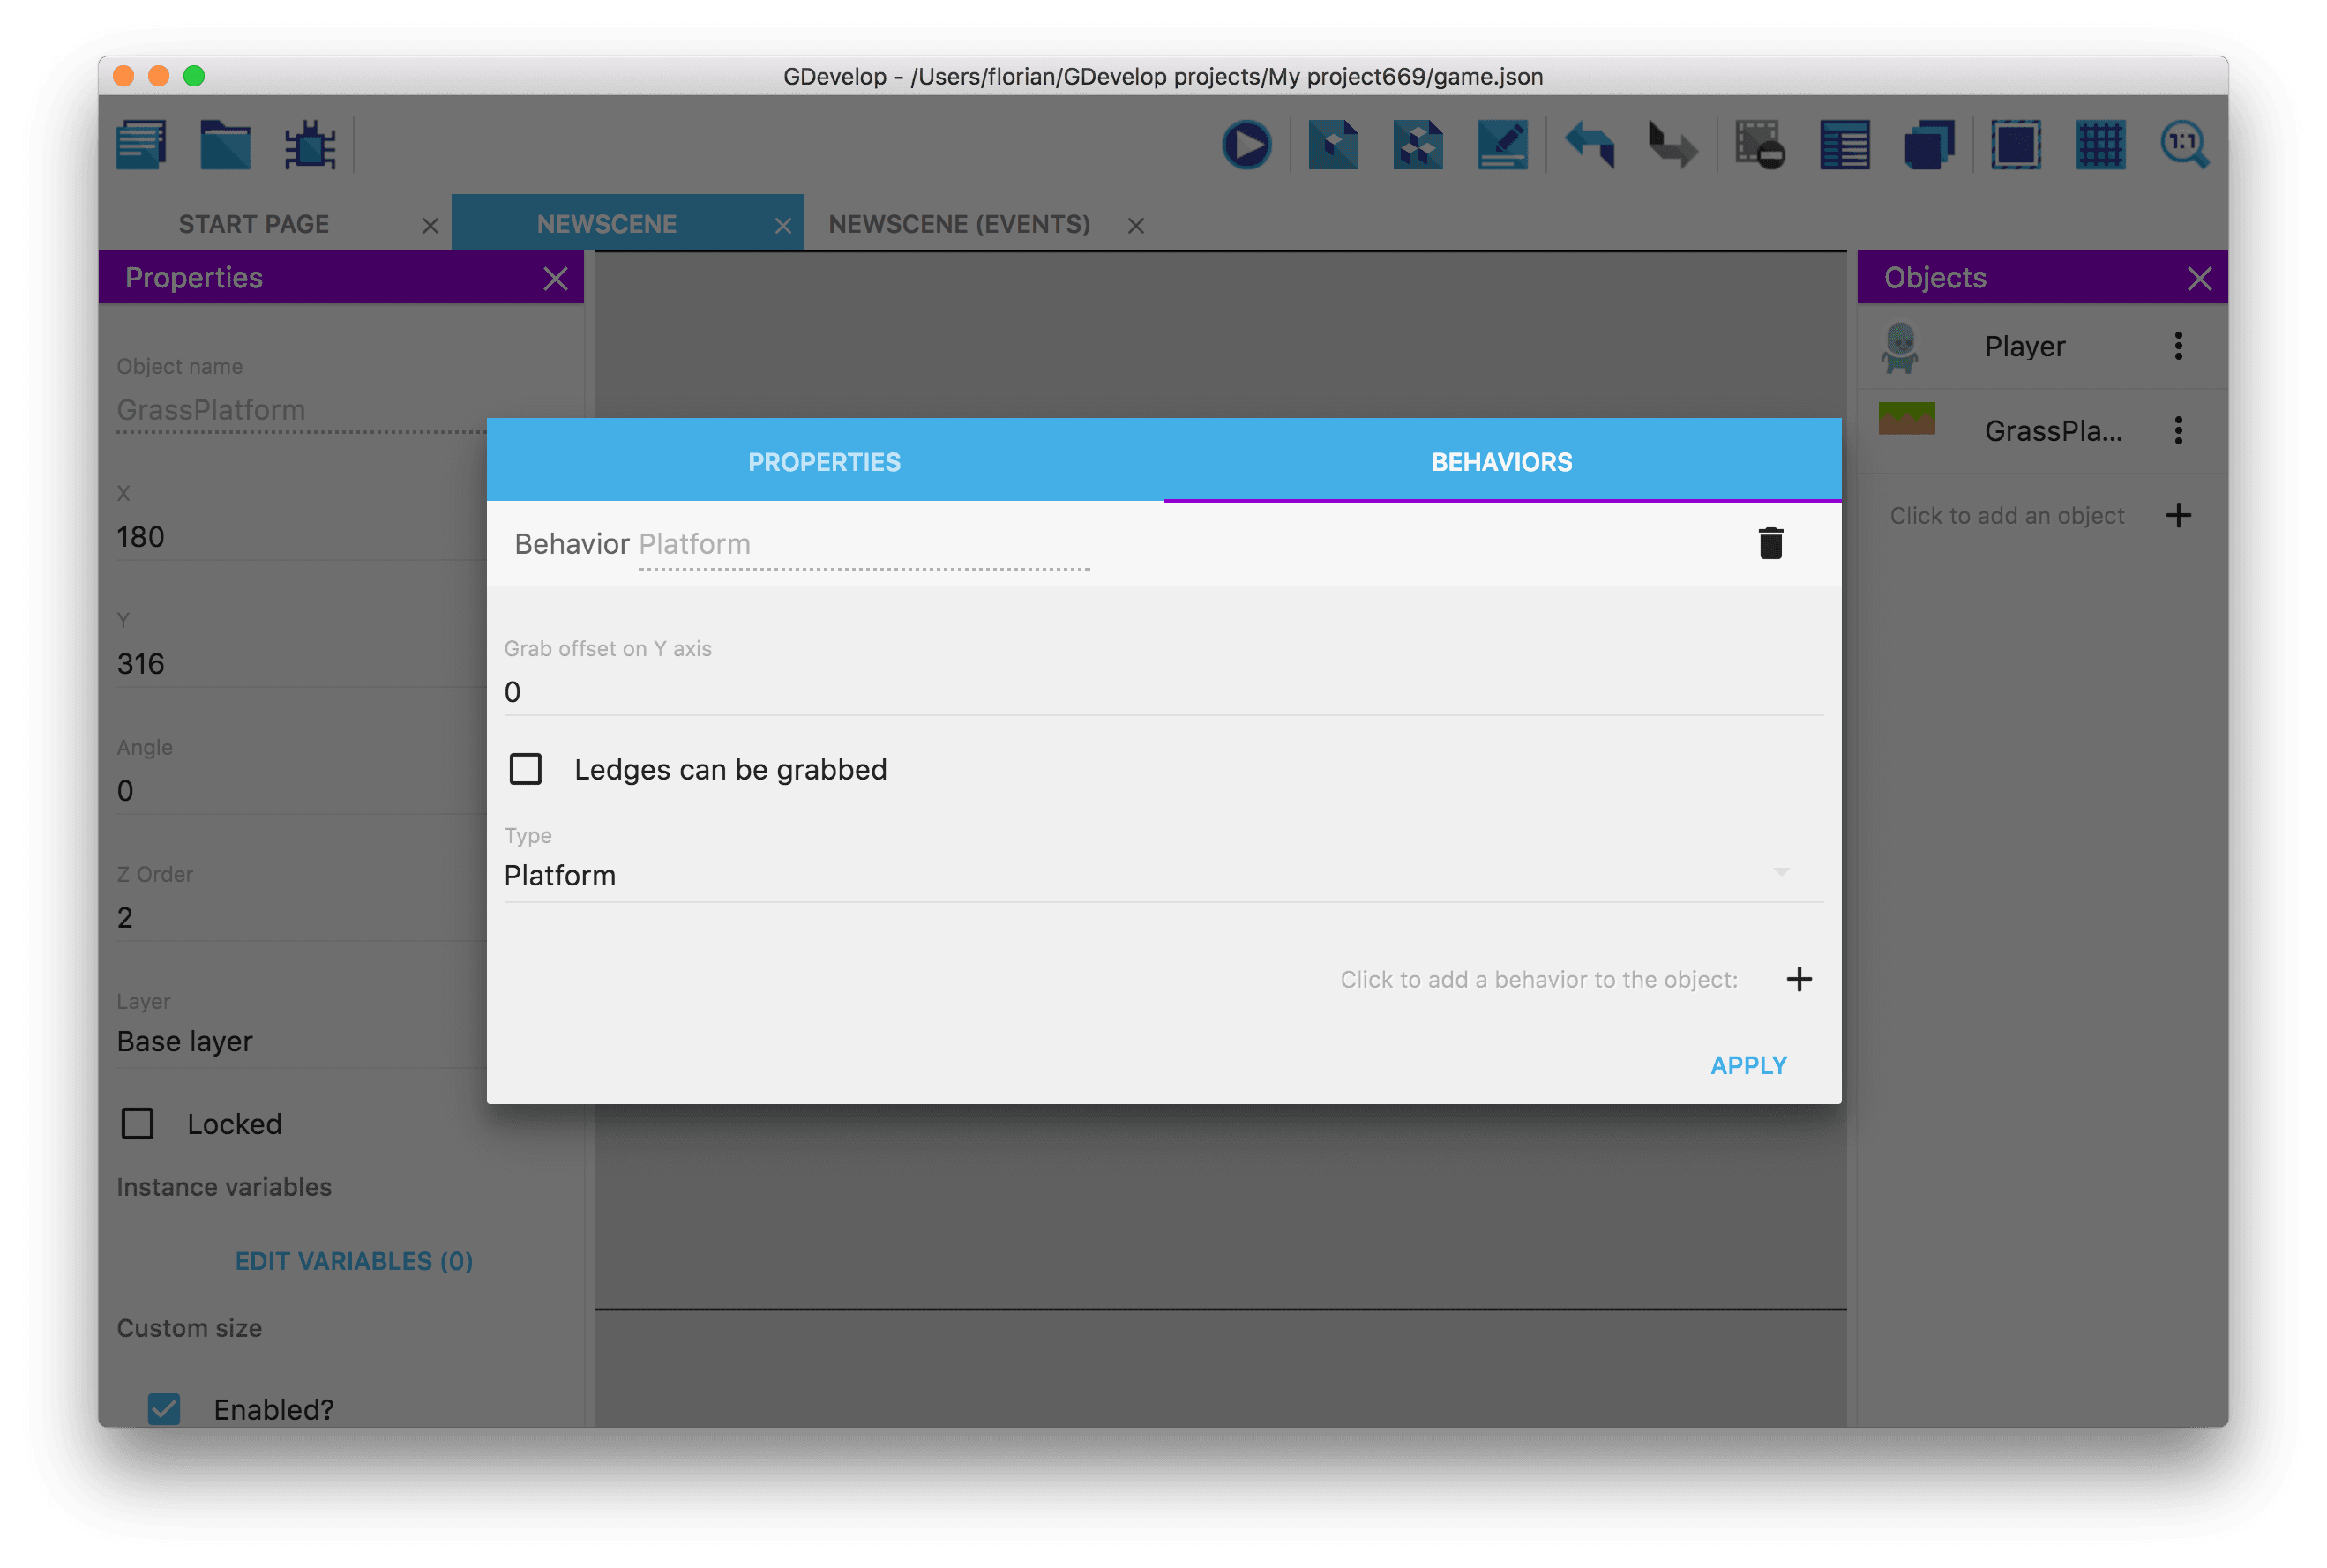 GDevelop - /Users/florian/GDevelop projects/My project669/game.json
1:1
START PAGE
NEWSCENE
NEWSCENE (EVENTS)
Properties
Object name
GrassPlatform
X
180
Y
316
Angle
0
Z Order
2
Layer
Base layer
Locked
Instance variables
EDIT VARIABLES (0)
Custom size
Enabled?
PROPERTIES
BEHAVIORS
Behavior Platform
Grab offset on Y axis
0
Ledges can be grabbed
Type
Platform
Click to add a behavior to the object:
APPLY
Objects
Player
GrassPla...
Click to add an object